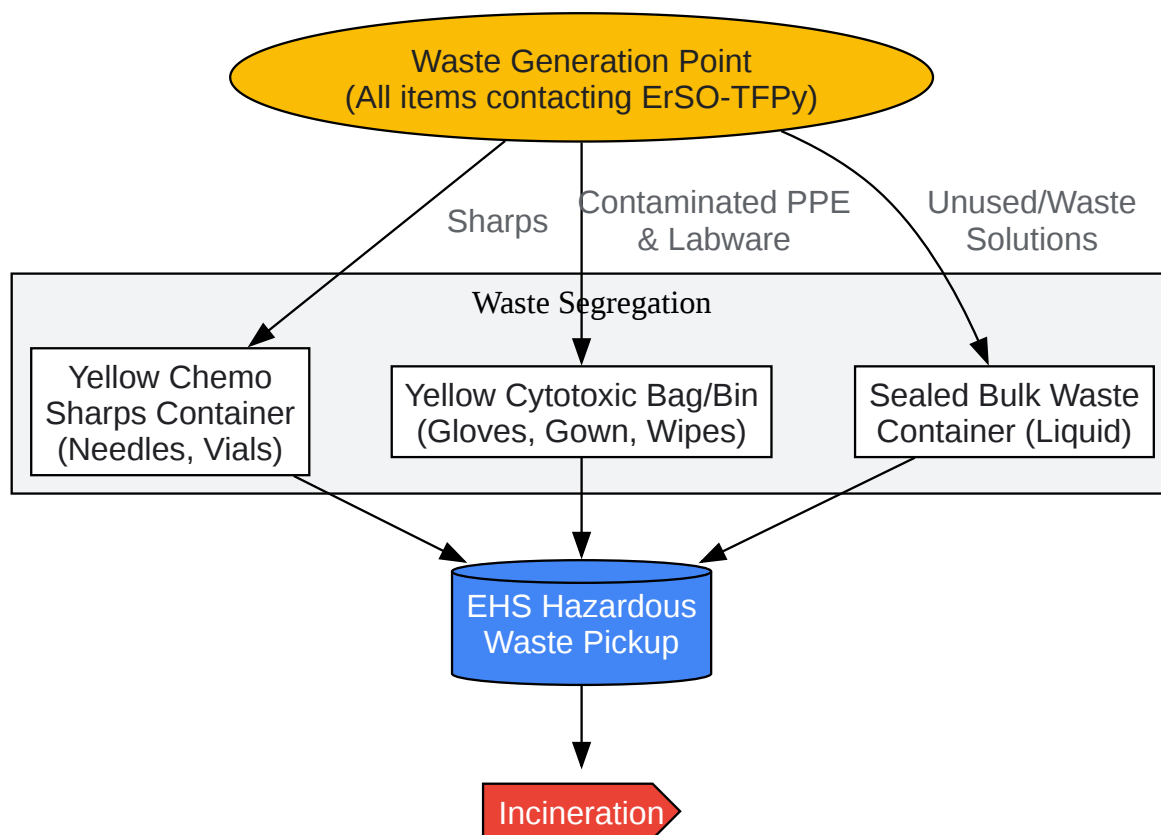 Waste Generation Point
(All items contacting ErSO-TFPy)
Sharps
Contaminated PPE
& Labware
Unused/Waste
Solutions
Waste Segregation
Yellow Chemo
Sharps Container
(Needles, Vials)
Yellow Cytotoxic Bag/Bin
(Gloves, Gown, Wipes)
Sealed Bulk Waste
Container (Liquid)
EHS Hazardous
Waste Pickup
Incineration